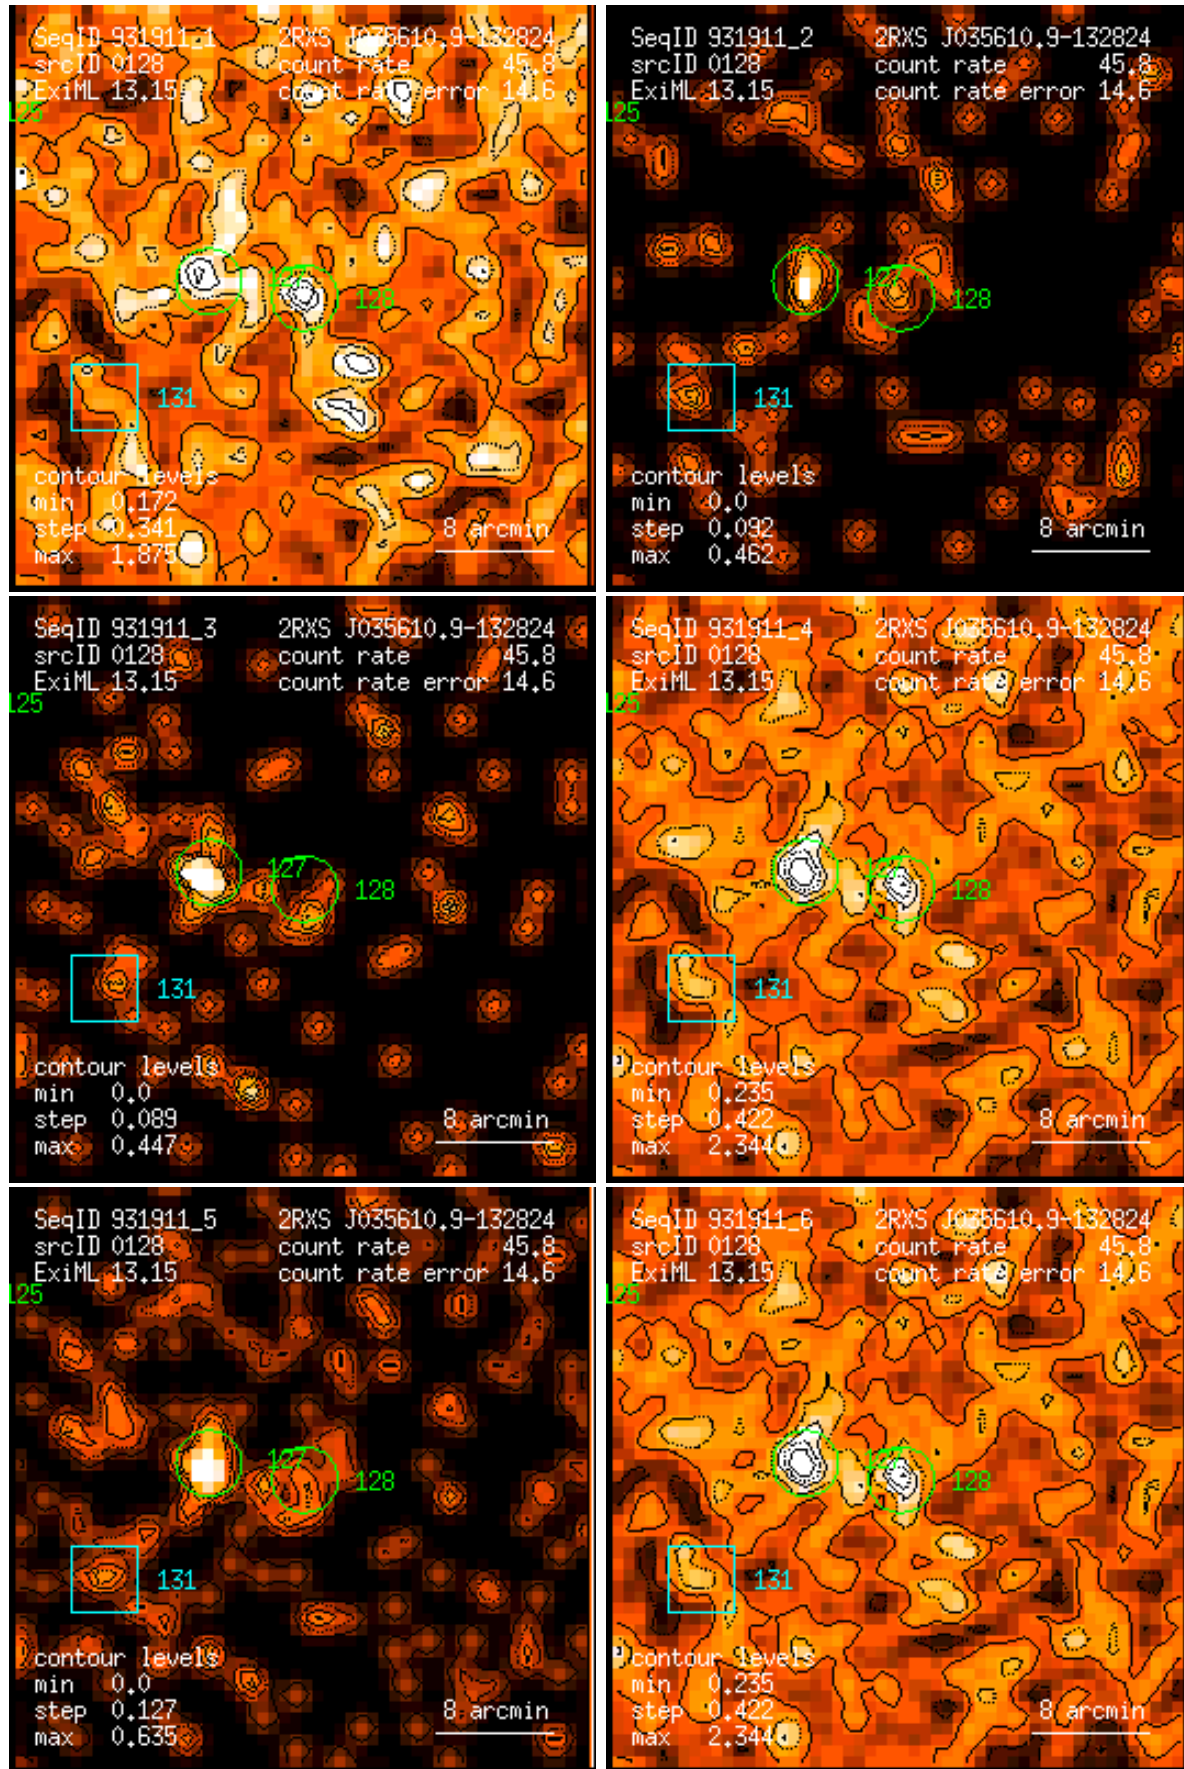 SeqID 931911_1 2RXS J035610.9-132824
srcID 0128 count rate 45.8
ExiML 13.15 count rate error 14.6
125
127
128
131
contour levels
min 0.172
step 0.341
max 1.875
8 arcmin
SeqID 931911_2 2RXS J035610.9-132824
srcID 0128 count rate 45.8
ExiML 13.15 count rate error 14.6
125
127
128
131
contour levels
min 0.0
step 0.092
max 0.462
8 arcmin
SeqID 931911_3 2RXS J035610.9-132824
srcID 0128 count rate 45.8
ExiML 13.15 count rate error 14.6
125
127
128
131
contour levels
min 0.0
step 0.089
max 0.447
8 arcmin
SeqID 931911_4 2RXS J035610.9-132824
srcID 0128 count rate 45.8
ExiML 13.15 count rate error 14.6
125
127
128
131
contour levels
min 0.235
step 0.422
max 2.344
8 arcmin
SeqID 931911_5 2RXS J035610.9-132824
srcID 0128 count rate 45.8
ExiML 13.15 count rate error 14.6
125
127
128
131
contour levels
min 0.0
step 0.127
max 0.635
8 arcmin
SeqID 931911_6 2RXS J035610.9-132824
srcID 0128 count rate 45.8
ExiML 13.15 count rate error 14.6
125
127
128
131
contour levels
min 0.235
step 0.422
max 2.344
8 arcmin